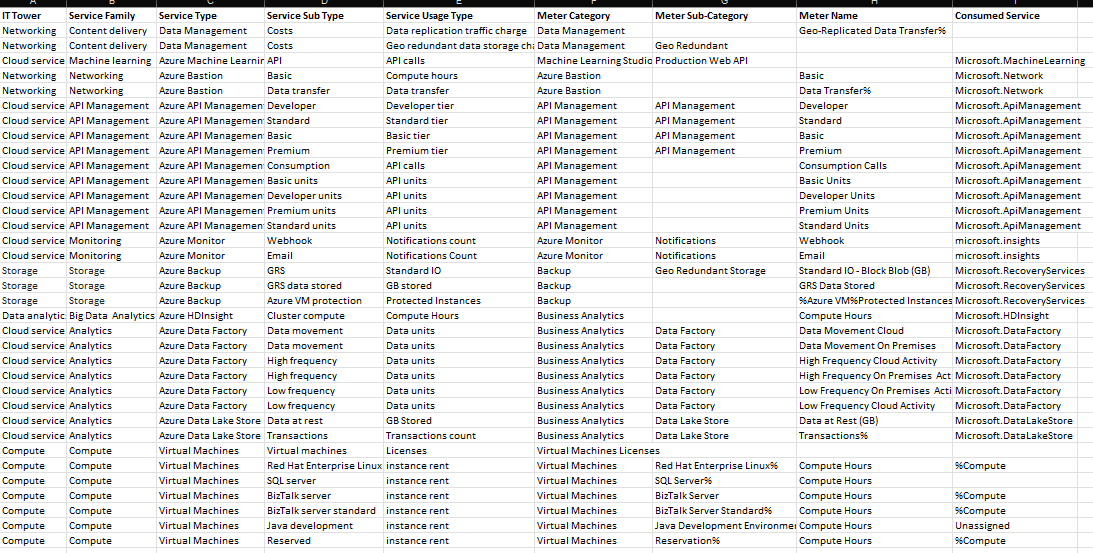 A B C D E F G H I
IT Tower Service Family Service Type Service Sub Type Service Usage Type Meter Category Meter Sub-Category Meter Name Consumed Service
Networking Content delivery Data Management Costs Data replication traffic charge Data Management Geo-Replicated Data Transfer%
Networking Content delivery Data Management Costs Geo redundant data storage cha Data Management Geo Redundant
Cloud service Machine learning Azure Machine Learnin API API calls Machine Learning Studio Production Web API Microsoft.MachineLearning
Networking Networking Azure Bastion Basic Compute hours Azure Bastion Basic Microsoft.Network
Networking Networking Azure Bastion Data transfer Data transfer Azure Bastion Data Transfer% Microsoft.Network
Cloud service API Management Azure API Managemen Developer Developer tier API Management API Management Developer Microsoft.ApiManagement
Cloud service API Management Azure API Managemen Standard Standard tier API Management API Management Standard Microsoft.ApiManagement
Cloud service API Management Azure API Managemen Basic Basic tier API Management API Management Basic Microsoft.ApiManagement
Cloud service API Management Azure API Managemen Premium Premium tier API Management API Management Premium Microsoft.ApiManagement
Cloud service API Management Azure API Managemen Consumption API calls API Management Consumption Calls Microsoft.ApiManagement
Cloud service API Management Azure API Managemen Basic units API units API Management Basic Units Microsoft.ApiManagement
Cloud service API Management Azure API Managemen Developer units API units API Management Developer Units Microsoft.ApiManagement
Cloud service API Management Azure API Managemen Premium units API units API Management Premium Units Microsoft.ApiManagement
Cloud service API Management Azure API Managemen Standard units API units API Management Standard Units Microsoft.ApiManagement
Cloud service Monitoring Azure Monitor Webhook Notifications count Azure Monitor Notifications Webhook microsoft.insights
Cloud service Monitoring Azure Monitor Email Notifications Count Azure Monitor Notifications Email microsoft.insights
Storage Storage Azure Backup GRS Standard IO Backup Geo Redundant Storage Standard IO - Block Blob (GB) Microsoft.RecoveryServices
Storage Storage Azure Backup GRS data stored GB stored Backup GRS Data Stored Microsoft.RecoveryServices
Storage Storage Azure Backup Azure VM protection Protected Instances Backup %Azure VM%Protected Instances Microsoft.RecoveryServices
Data analytic Big Data Analytics Azure HDInsight Cluster compute Compute Hours Business Analytics Compute Hours Microsoft.HDInsight
Cloud service Analytics Azure Data Factory Data movement Data units Business Analytics Data Factory Data Movement Cloud Microsoft.DataFactory
Cloud service Analytics Azure Data Factory Data movement Data units Business Analytics Data Factory Data Movement On Premises Microsoft.DataFactory
Cloud service Analytics Azure Data Factory High frequency Data units Business Analytics Data Factory High Frequency Cloud Activity Microsoft.DataFactory
Cloud service Analytics Azure Data Factory High frequency Data units Business Analytics Data Factory High Frequency On Premises Act Microsoft.DataFactory
Cloud service Analytics Azure Data Factory Low frequency Data units Business Analytics Data Factory Low Frequency On Premises Acti Microsoft.DataFactory
Cloud service Analytics Azure Data Factory Low frequency Data units Business Analytics Data Factory Low Frequency Cloud Activity Microsoft.DataFactory
Cloud service Analytics Azure Data Lake Store Data at rest GB Stored Business Analytics Data Lake Store Data at Rest (GB) Microsoft.DataLakeStore
Cloud service Analytics Azure Data Lake Store Transactions Transactions count Business Analytics Data Lake Store Transactions% Microsoft.DataLakeStore
Compute Compute Virtual Machines Virtual machines Licenses Virtual Machines Licenses
Compute Compute Virtual Machines Red Hat Enterprise Linux instance rent Virtual Machines Red Hat Enterprise Linux% Compute Hours %Compute
Compute Compute Virtual Machines SQL server instance rent Virtual Machines SQL Server% Compute Hours
Compute Compute Virtual Machines BizTalk server instance rent Virtual Machines BizTalk Server Compute Hours %Compute
Compute Compute Virtual Machines BizTalk server standard instance rent Virtual Machines BizTalk Server Standard% Compute Hours %Compute
Compute Compute Virtual Machines Java development instance rent Virtual Machines Java Development Environmer Compute Hours Unassigned
Compute Compute Virtual Machines Reserved instance rent Virtual Machines Reservation% Compute Hours %Compute